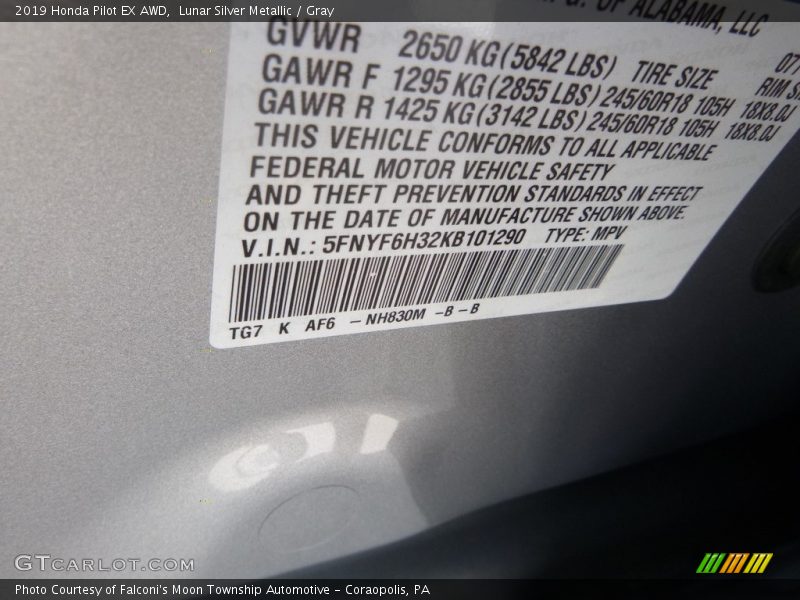 2019 Honda Pilot EX AWD, Lunar Silver Metallic / Gray
OF ALABAMA, LLC
GVWR 2650 KG (5842 LBS) TIRE SIZE
GAWR F 1295 KG (2855 LBS) 245/60R18 105H 18X8.0J
GAWR R 1425 KG (3142 LBS) 245/60R18 105H 18X8.0J
THIS VEHICLE CONFORMS TO ALL APPLICABLE
FEDERAL MOTOR VEHICLE SAFETY
AND THEFT PREVENTION STANDARDS IN EFFECT
ON THE DATE OF MANUFACTURE SHOWN ABOVE.
V.I.N.: 5FNYF6H32KB101290 TYPE: MPV
TG7 K AF6 – NH830M – B – B
GTCARLOT.COM
Photo Courtesy of Falconi's Moon Township Automotive – Coraopolis, PA